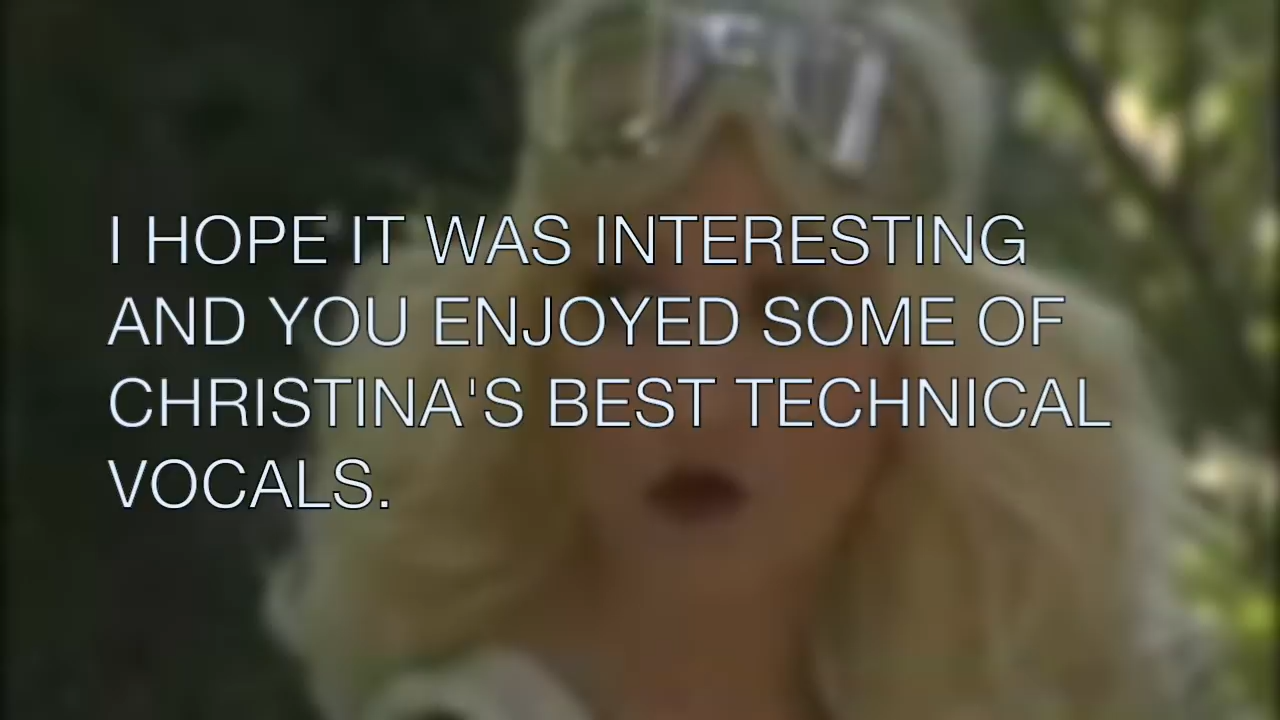 I HOPE IT WAS INTERESTING
AND YOU ENJOYED SOME OF
CHRISTINA'S BEST TECHNICAL
VOCALS.